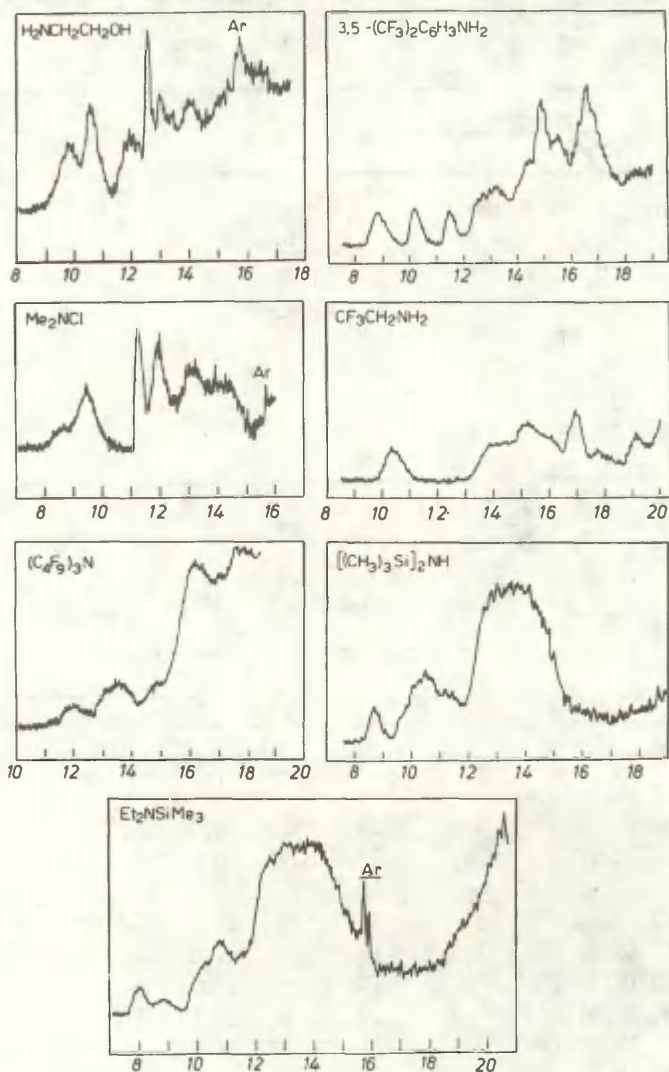 H₂NCH₂CH₂OH
Ar
8 10 12 14 16 18
3,5-(CF₃)₂C₆H₃NH₂
8 10 12 14 16 18
Me₂NCl
Ar
8 10 12 14 16
CF₃CH₂NH₂
8 10 12 14 16 18 20
(C₄F₉)₃N
10 12 14 16 18 20
[(CH₃)₃Si]₂NH
8 10 12 14 16 18
Et₂NSiMe₃
Ar
8 10 12 14 16 18 20